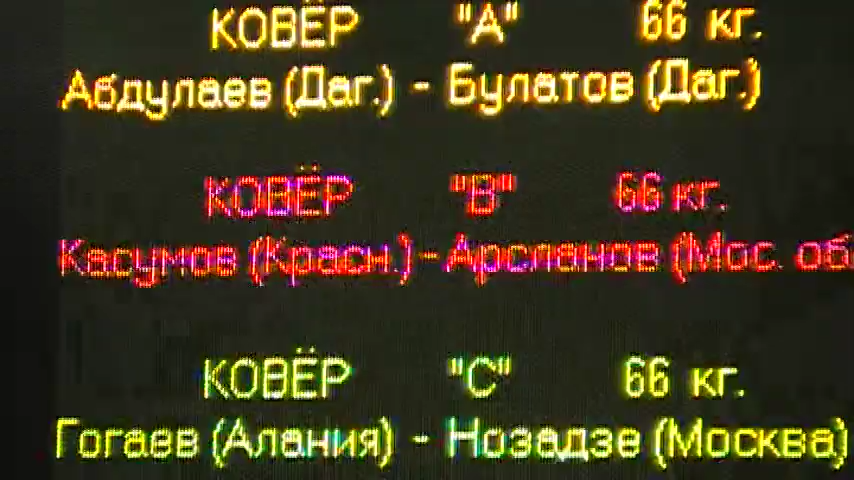 КОВЁР "А" 66 кг.
Абдулаев (Даг.) - Булатов (Даг.)
КОВЁР "В" 66 кг.
Касумов (Красн.) - Арсланов (Мос. об
КОВЁР "С" 66 кг.
Гогаев (Алания) - Нозадзе (Москва)